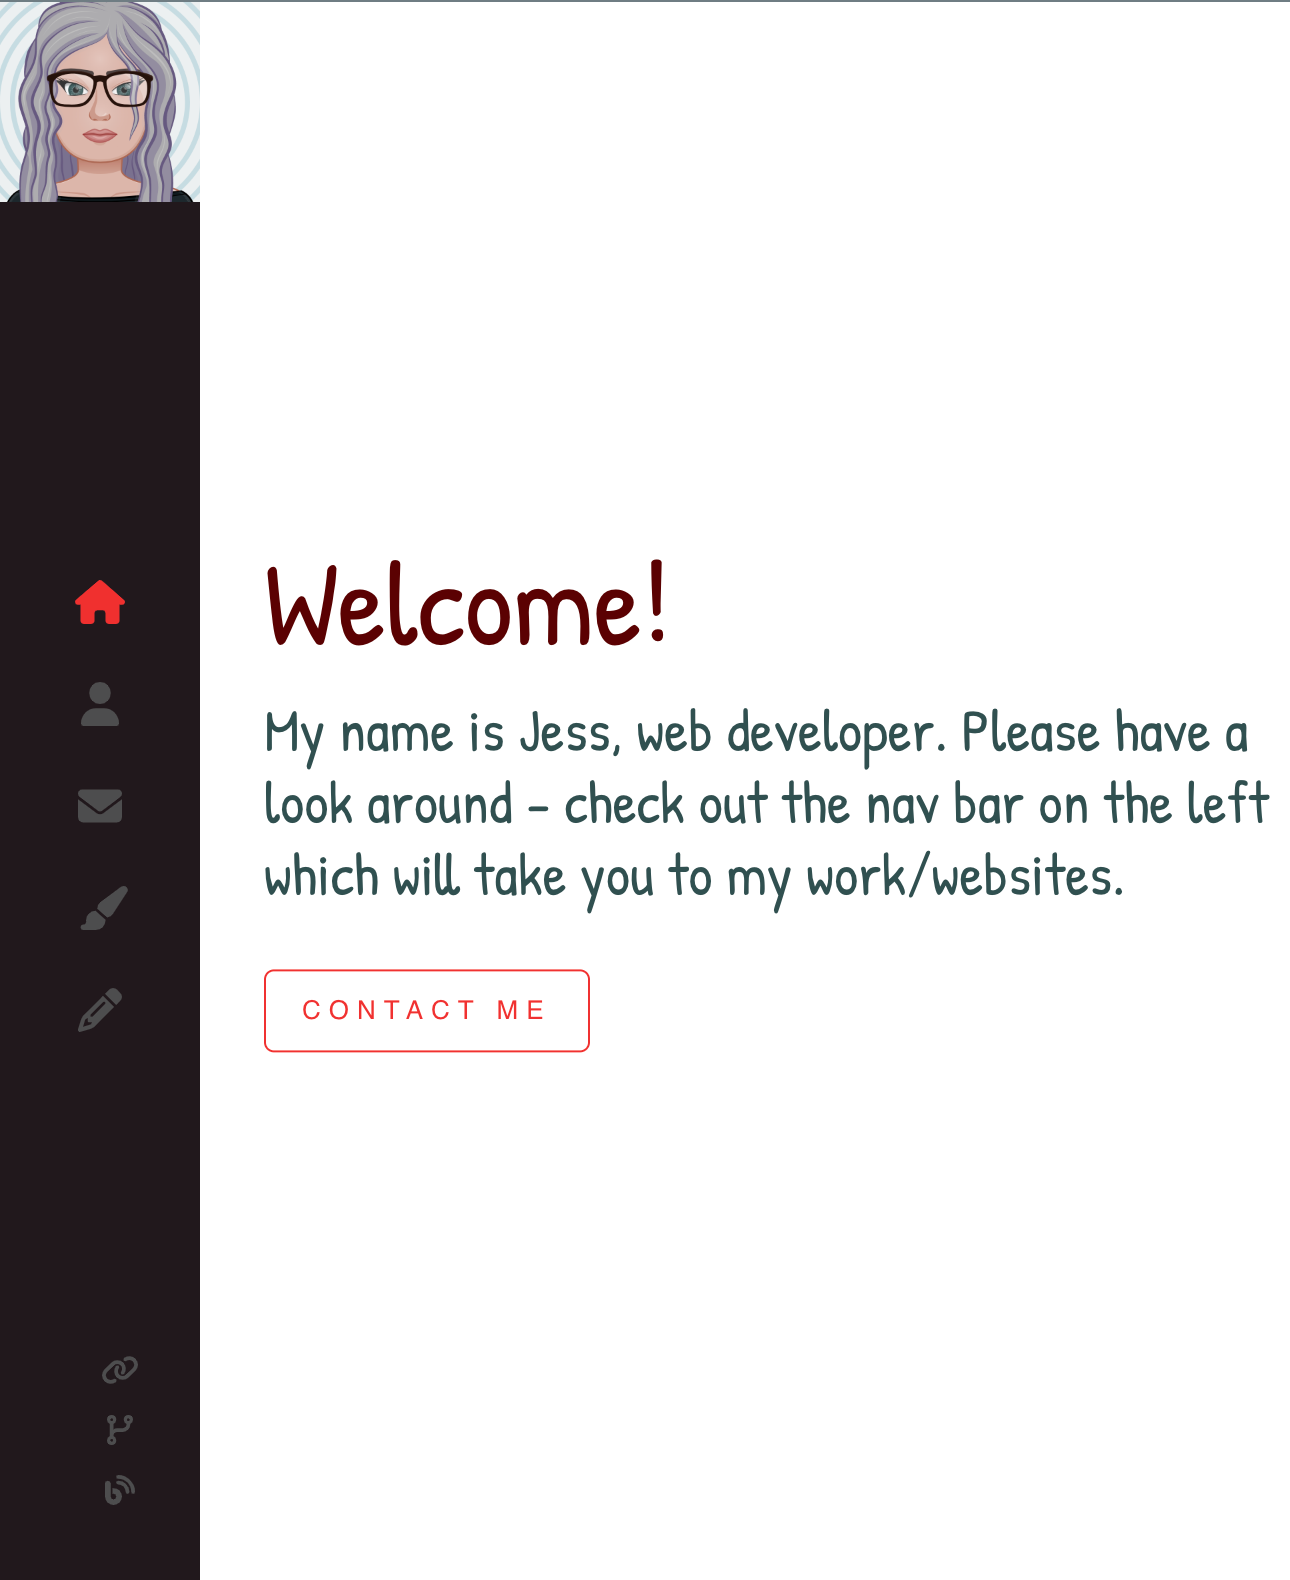 Welcome!
My name is Jess, web developer. Please have a
look around - check out the nav bar on the left
which will take you to my work/websites.
CONTACT ME